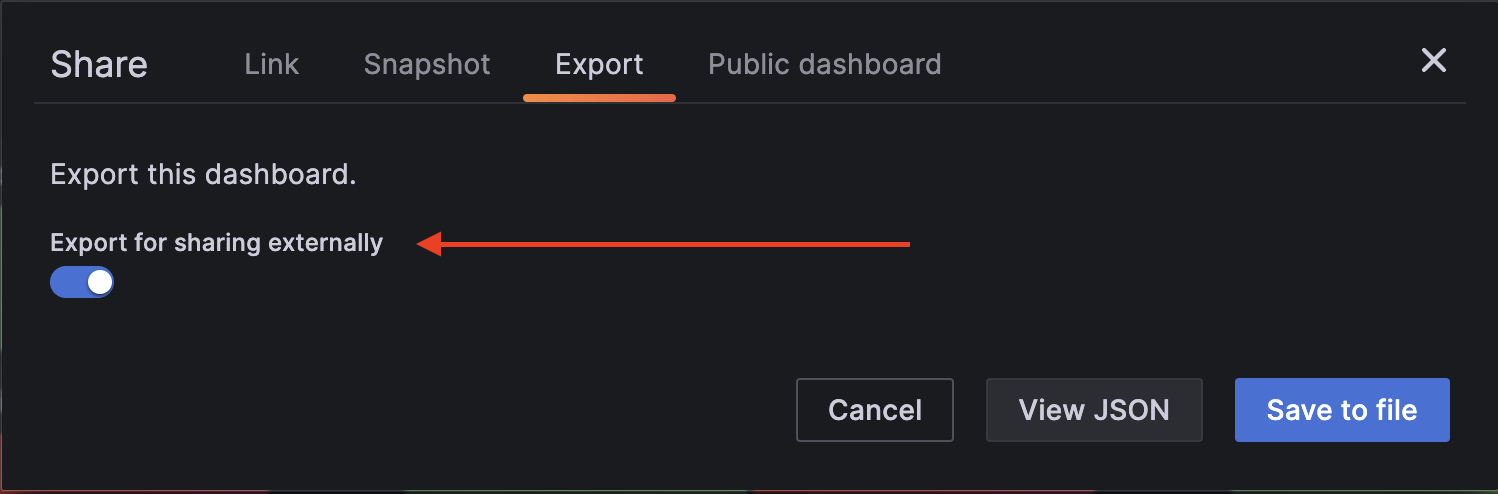 Share Link Snapshot Export Public dashboard
Export this dashboard.
Export for sharing externally
Cancel View JSON Save to file